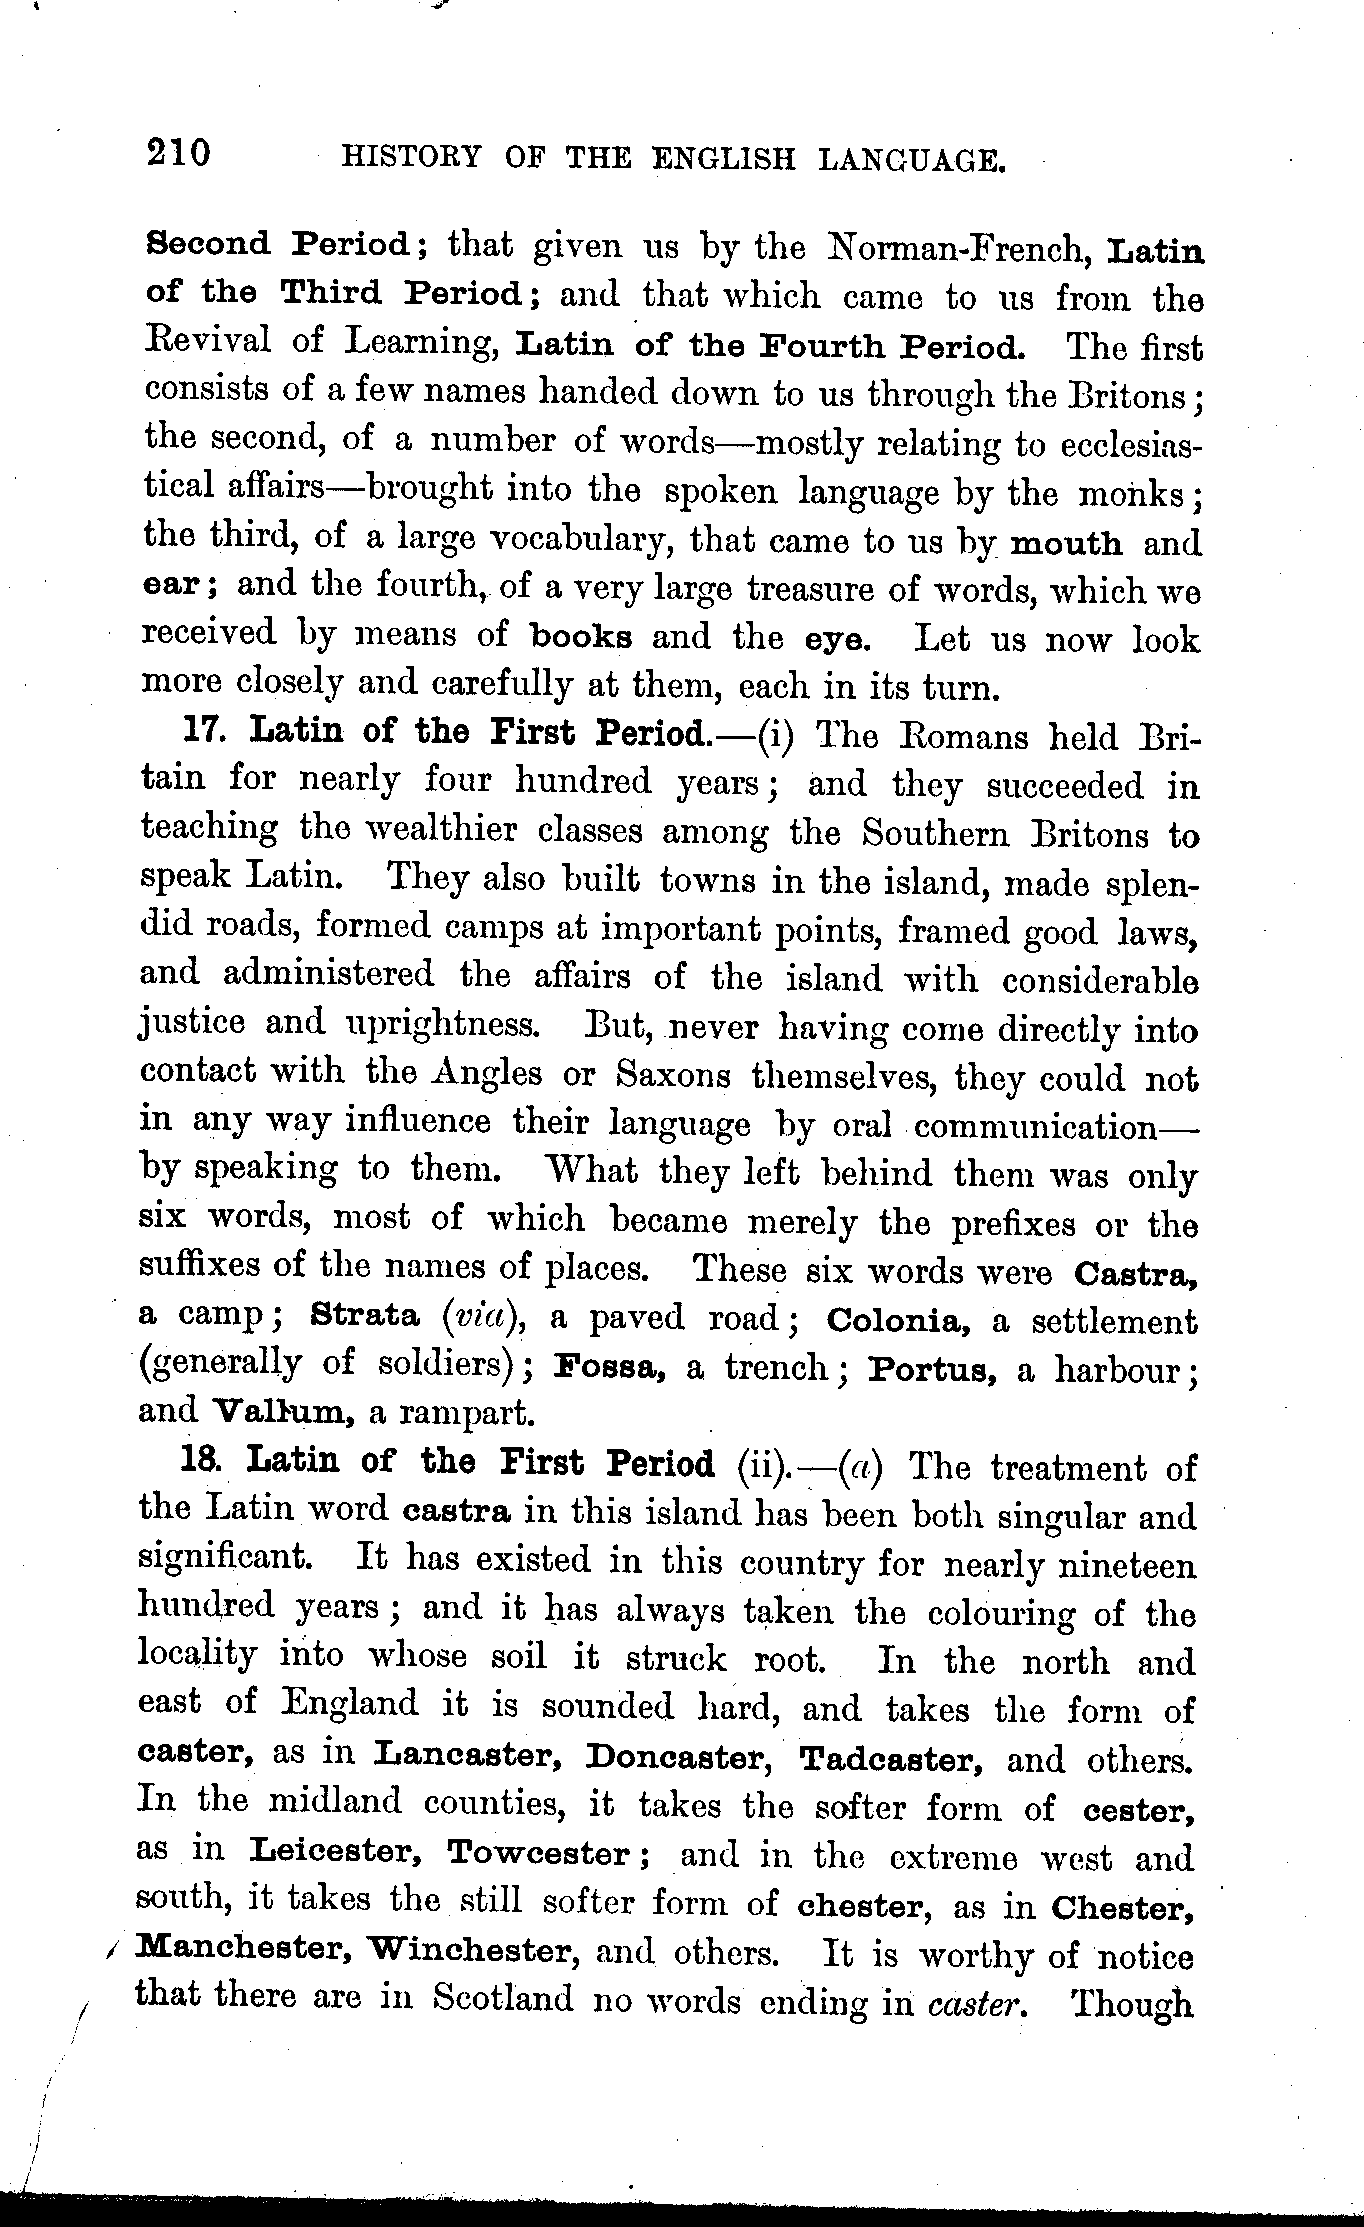 210 HISTORY OF THE ENGLISH LANGUAGE.
Second Period; that given us by the Norman-French, Latin
of the Third Period; and that which came to us from the
Revival of Learning, Latin of the Fourth Period. The first
consists of a few names handed down to us through the Britons;
the second, of a number of words—mostly relating to ecclesias-
tical affairs—brought into the spoken language by the monks;
the third, of a large vocabulary, that came to us by mouth and
ear; and the fourth, of a very large treasure of words, which we
received by means of books and the eye. Let us now look
more closely and carefully at them, each in its turn.
17. Latin of the First Period.—(i) The Romans held Bri-
tain for nearly four hundred years; and they succeeded in
teaching the wealthier classes among the Southern Britons to
speak Latin. They also built towns in the island, made splen-
did roads, formed camps at important points, framed good laws,
and administered the affairs of the island with considerable
justice and uprightness. But, never having come directly into
contact with the Angles or Saxons themselves, they could not
in any way influence their language by oral communication—
by speaking to them. What they left behind them was only
six words, most of which became merely the prefixes or the
suffixes of the names of places. These six words were Castra,
a camp; Strata (via), a paved road; Colonia, a settlement
(generally of soldiers); Fossa, a trench; Portus, a harbour;
and Vallum, a rampart.
18. Latin of the First Period (ii).—(a) The treatment of
the Latin word castra in this island has been both singular and
significant. It has existed in this country for nearly nineteen
hundred years; and it has always taken the colouring of the
locality into whose soil it struck root. In the north and
east of England it is sounded hard, and takes the form of
caster, as in Lancaster, Doncaster, Tadcaster, and others.
In the midland counties, it takes the softer form of cester,
as in Leicester, Towcester; and in the extreme west and
south, it takes the still softer form of chester, as in Chester,
Manchester, Winchester, and others. It is worthy of notice
that there are in Scotland no words ending in caster. Though